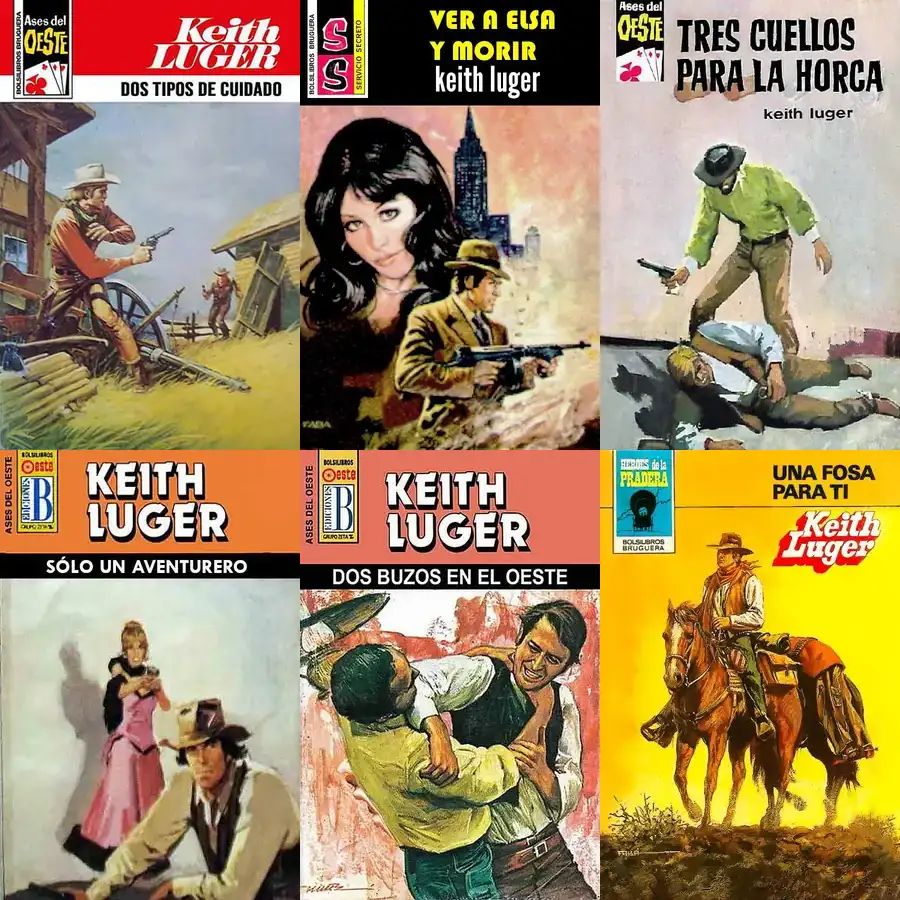 BOLSILIBROS BRUGUERA
Ases del
OESTE
Keith
LUGER
DOS TIPOS DE CUIDADO
BOLSILIBROS BRUGUERA
S
S
SERVICIO SECRETO
VER A ELSA
Y MORIR
keith luger
FABA
BOLSILIBROS BRUGUERA
Ases del
OESTE
TRES CUELLOS
PARA LA HORCA
keith luger
ASES DEL OESTE
BOLSILIBROS
Oeste
EDICIONES
B
GRUPO ZETA
KEITH
LUGER
SÓLO UN AVENTURERO
ASES DEL OESTE
BOLSILIBROS
Oeste
EDICIONES
B
GRUPO ZETA
KEITH
LUGER
DOS BUZOS EN EL OESTE
HEROES de la
PRADERA
BOLSILIBROS
BRUGUERA
UNA FOSA
PARA TI
Keith
Luger